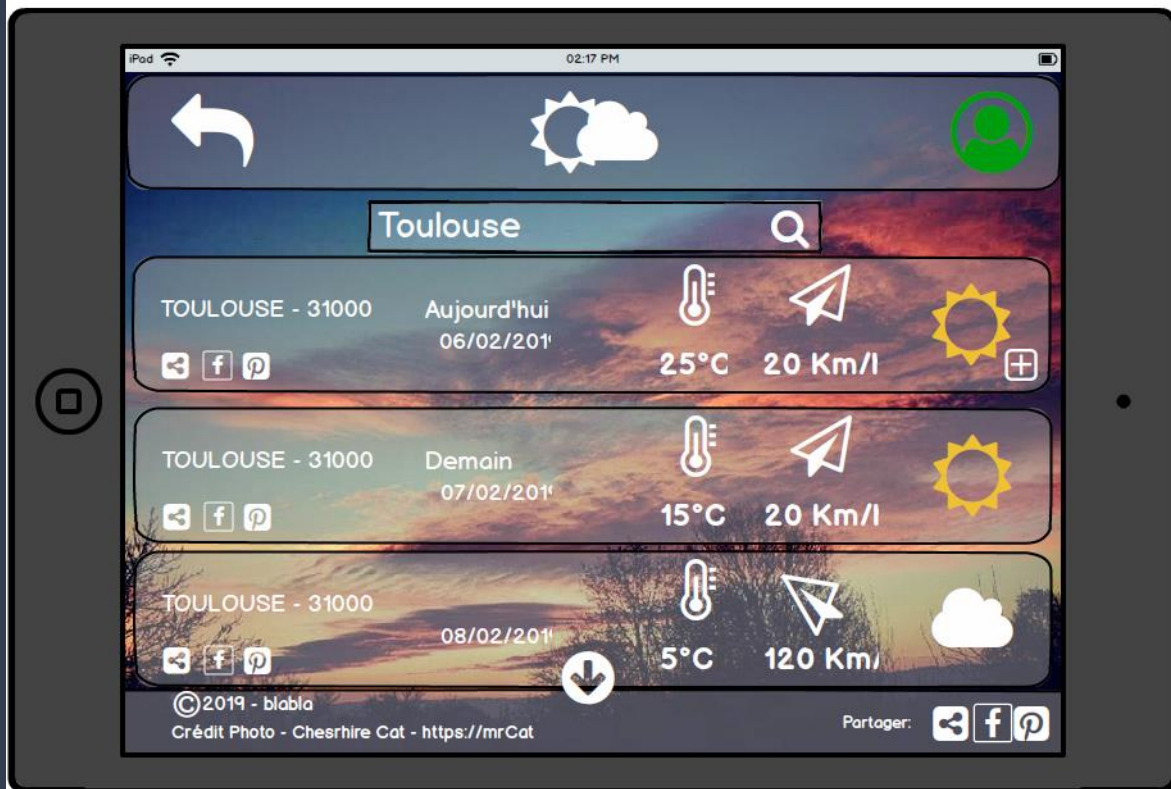 iPod
02:17 PM
Toulouse
TOULOUSE - 31000
Aujourd'hui
06/02/201
25°C
20 Km/l
TOULOUSE - 31000
Demain
07/02/201
15°C
20 Km/l
TOULOUSE - 31000
08/02/201
5°C
120 Km/
©2019 - blabla
Crédit Photo - Chesrhire Cat - https://mrCat
Partager: